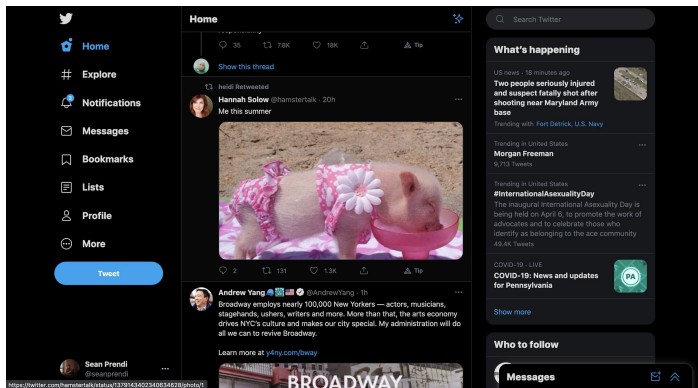 Home
Explore
Notifications
Messages
Bookmarks
Lists
Profile
More
Tweet
Sean Prendi
@seanprendi
https://twitter.com/hamstertalk/status/1379143402340634628/photo/1
Home
35
7.8K
18K
Tip
Show this thread
heidi Retweeted
Hannah Solow @hamstertalk · 20h
Me this summer
2
131
1.3K
Tip
Andrew Yang @AndrewYang · 1h
Broadway employs nearly 100,000 New Yorkers — actors, musicians,
stagehands, ushers, writers and more. More than that, the arts economy
drives NYC's culture and makes our city special. My administration will do
all we can to revive Broadway.
Learn more at y4ny.com/bway
BROADWAY
Search Twitter
What's happening
US news · 18 minutes ago
Two people seriously injured
and suspect fatally shot after
shooting near Maryland Army
base
Trending with Fort Detrick, U.S. Navy
Trending in United States
Morgan Freeman
9,713 Tweets
Trending in United States
#InternationalAsexualityDay
The inaugural International Asexuality Day is
being held on April 6, to promote the work of
advocates and to celebrate those who
identify as belonging to the ace community
49.4K Tweets
COVID-19 · LIVE
COVID-19: News and updates
for Pennsylvania
PA
Show more
Who to follow
Messages